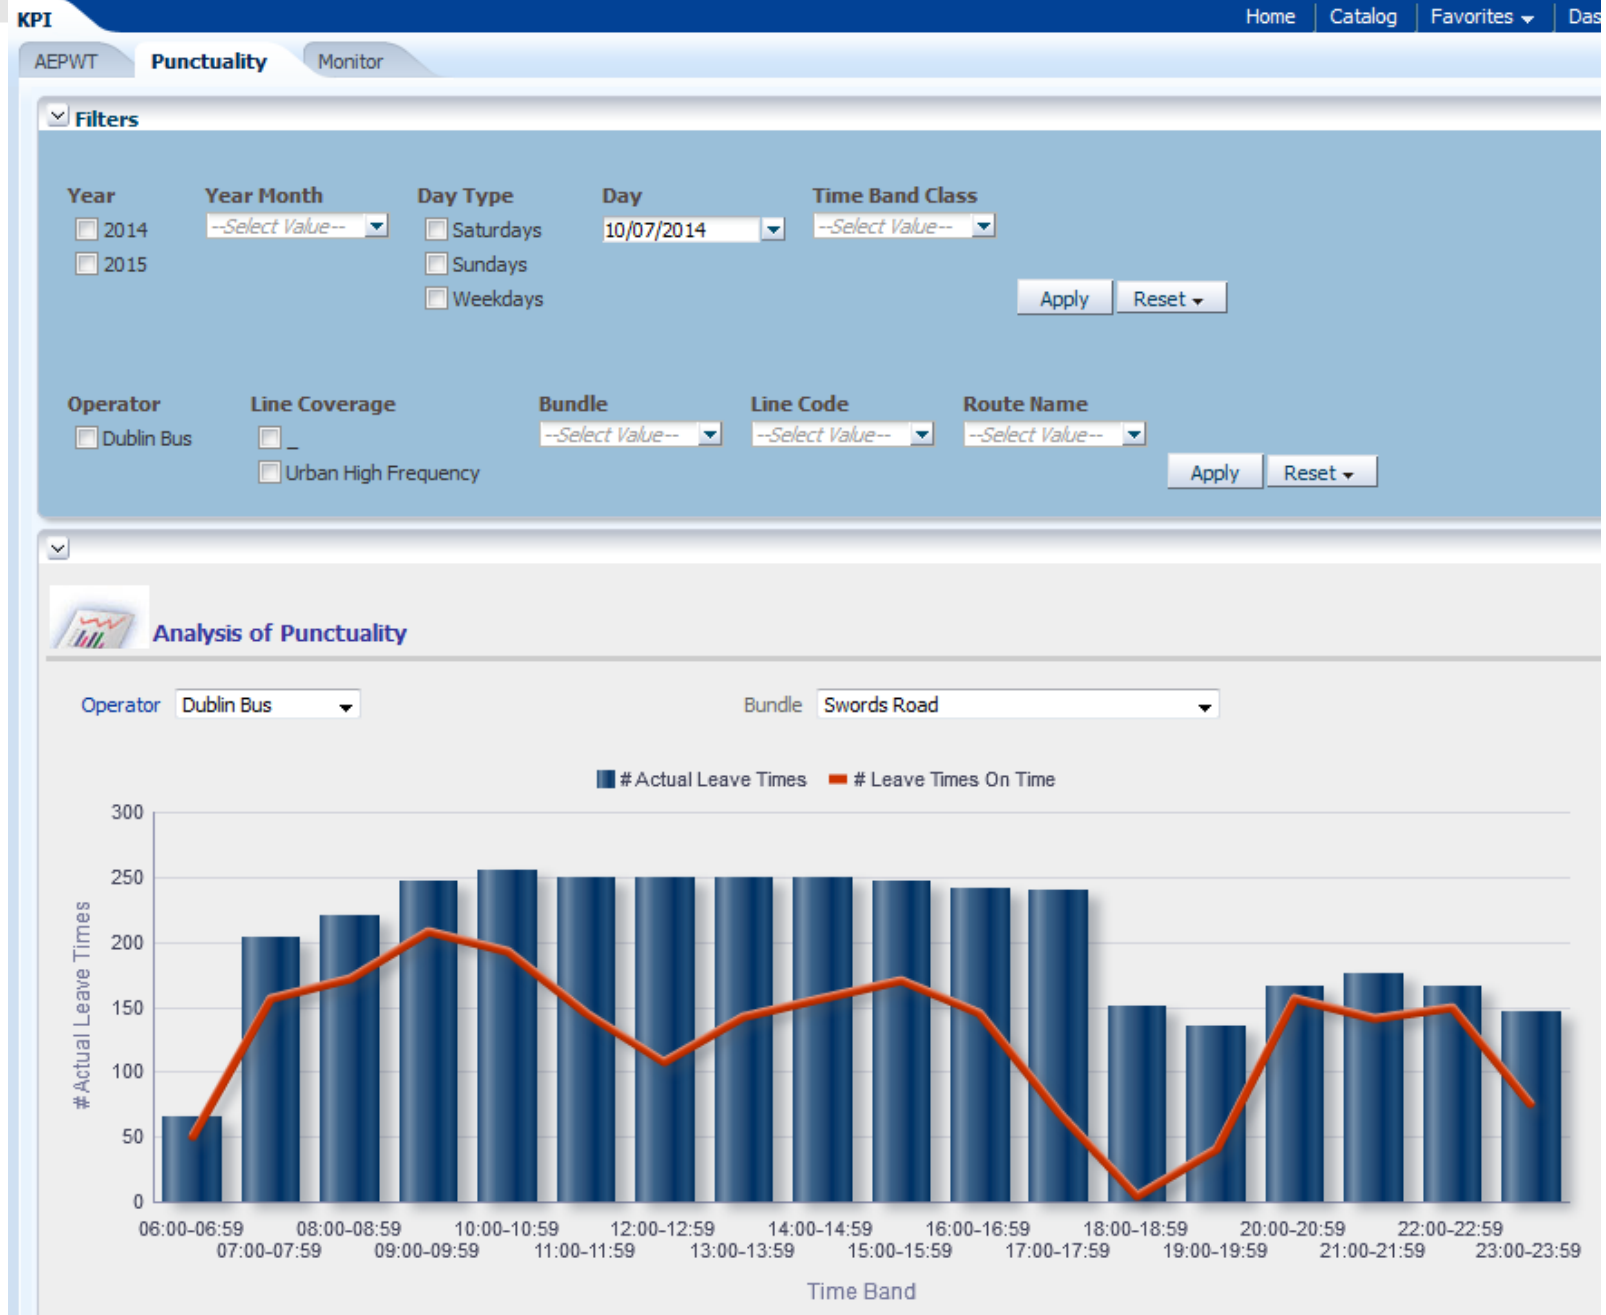 KPI
Home Catalog Favorites
AEPWT Punctuality Monitor
Filters
Year Year Month Day Type Day Time Band Class
2014 --Select Value-- Saturdays 10/07/2014 --Select Value--
2015 Sundays
Weekdays Apply Reset
Operator Line Coverage Bundle Line Code Route Name
Dublin Bus _ --Select Value-- --Select Value-- --Select Value--
Urban High Frequency Apply Reset
Analysis of Punctuality
Operator Dublin Bus Bundle Swords Road
# Actual Leave Times # Leave Times On Time
# Actual Leave Times
300
250
200
150
100
50
0
06:00-06:59 08:00-08:59 10:00-10:59 12:00-12:59 14:00-14:59 16:00-16:59 18:00-18:59 20:00-20:59 22:00-22:59
07:00-07:59 09:00-09:59 11:00-11:59 13:00-13:59 15:00-15:59 17:00-17:59 19:00-19:59 21:00-21:59 23:00-23:59
Time Band